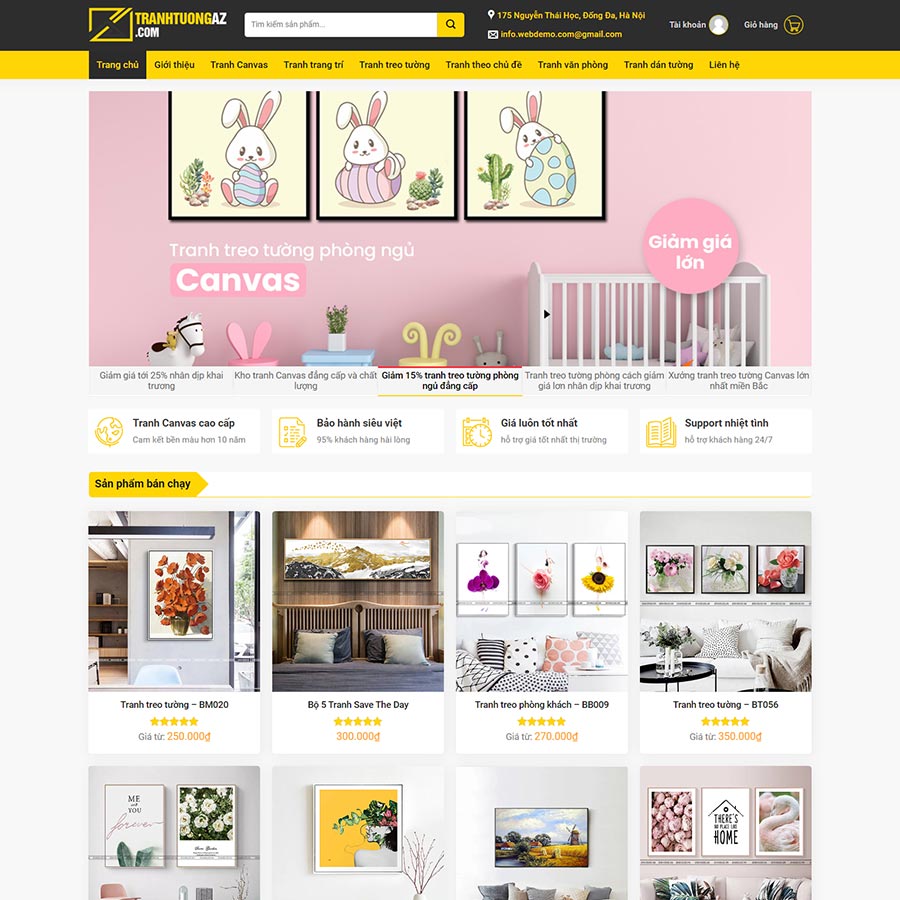 TRANHTUONGAZ
.COM
Tìm kiếm sản phẩm...
175 Nguyễn Thái Học, Đống Đa, Hà Nội
info.webdemo.com@gmail.com
Tài khoản
Giỏ hàng
Trang chủ Giới thiệu Tranh Canvas Tranh trang trí Tranh treo tường Tranh theo chủ đề Tranh văn phòng Tranh dán tường Liên hệ
Tranh treo tường phòng ngủ
Canvas
Giảm giá
lớn
Giảm giá tới 25% nhân dịp khai
trương
Kho tranh Canvas đẳng cấp và chất
lượng
Giảm 15% tranh treo tường phòng
ngủ đẳng cấp
Tranh treo tường phòng cách giảm
giá lơn nhân dịp khai trương
Xưởng tranh treo tường Canvas lớn
nhất miền Bắc
Tranh Canvas cao cấp
Cam kết bền màu hơn 10 năm
Bảo hành siêu việt
95% khách hàng hài lòng
Giá luôn tốt nhất
hỗ trợ giá tốt nhất thị trường
Support nhiệt tình
hỗ trợ khách hàng 24/7
Sản phẩm bán chạy
Tranh treo tường – BM020
Giá từ: 250.000₫
Bộ 5 Tranh Save The Day
300.000₫
Tranh treo phòng khách – BB009
Giá từ: 270.000₫
Tranh treo tường – BT056
Giá từ: 350.000₫
ME
and
YOU
forever
THERE'S
NO PLACE LIKE
HOME